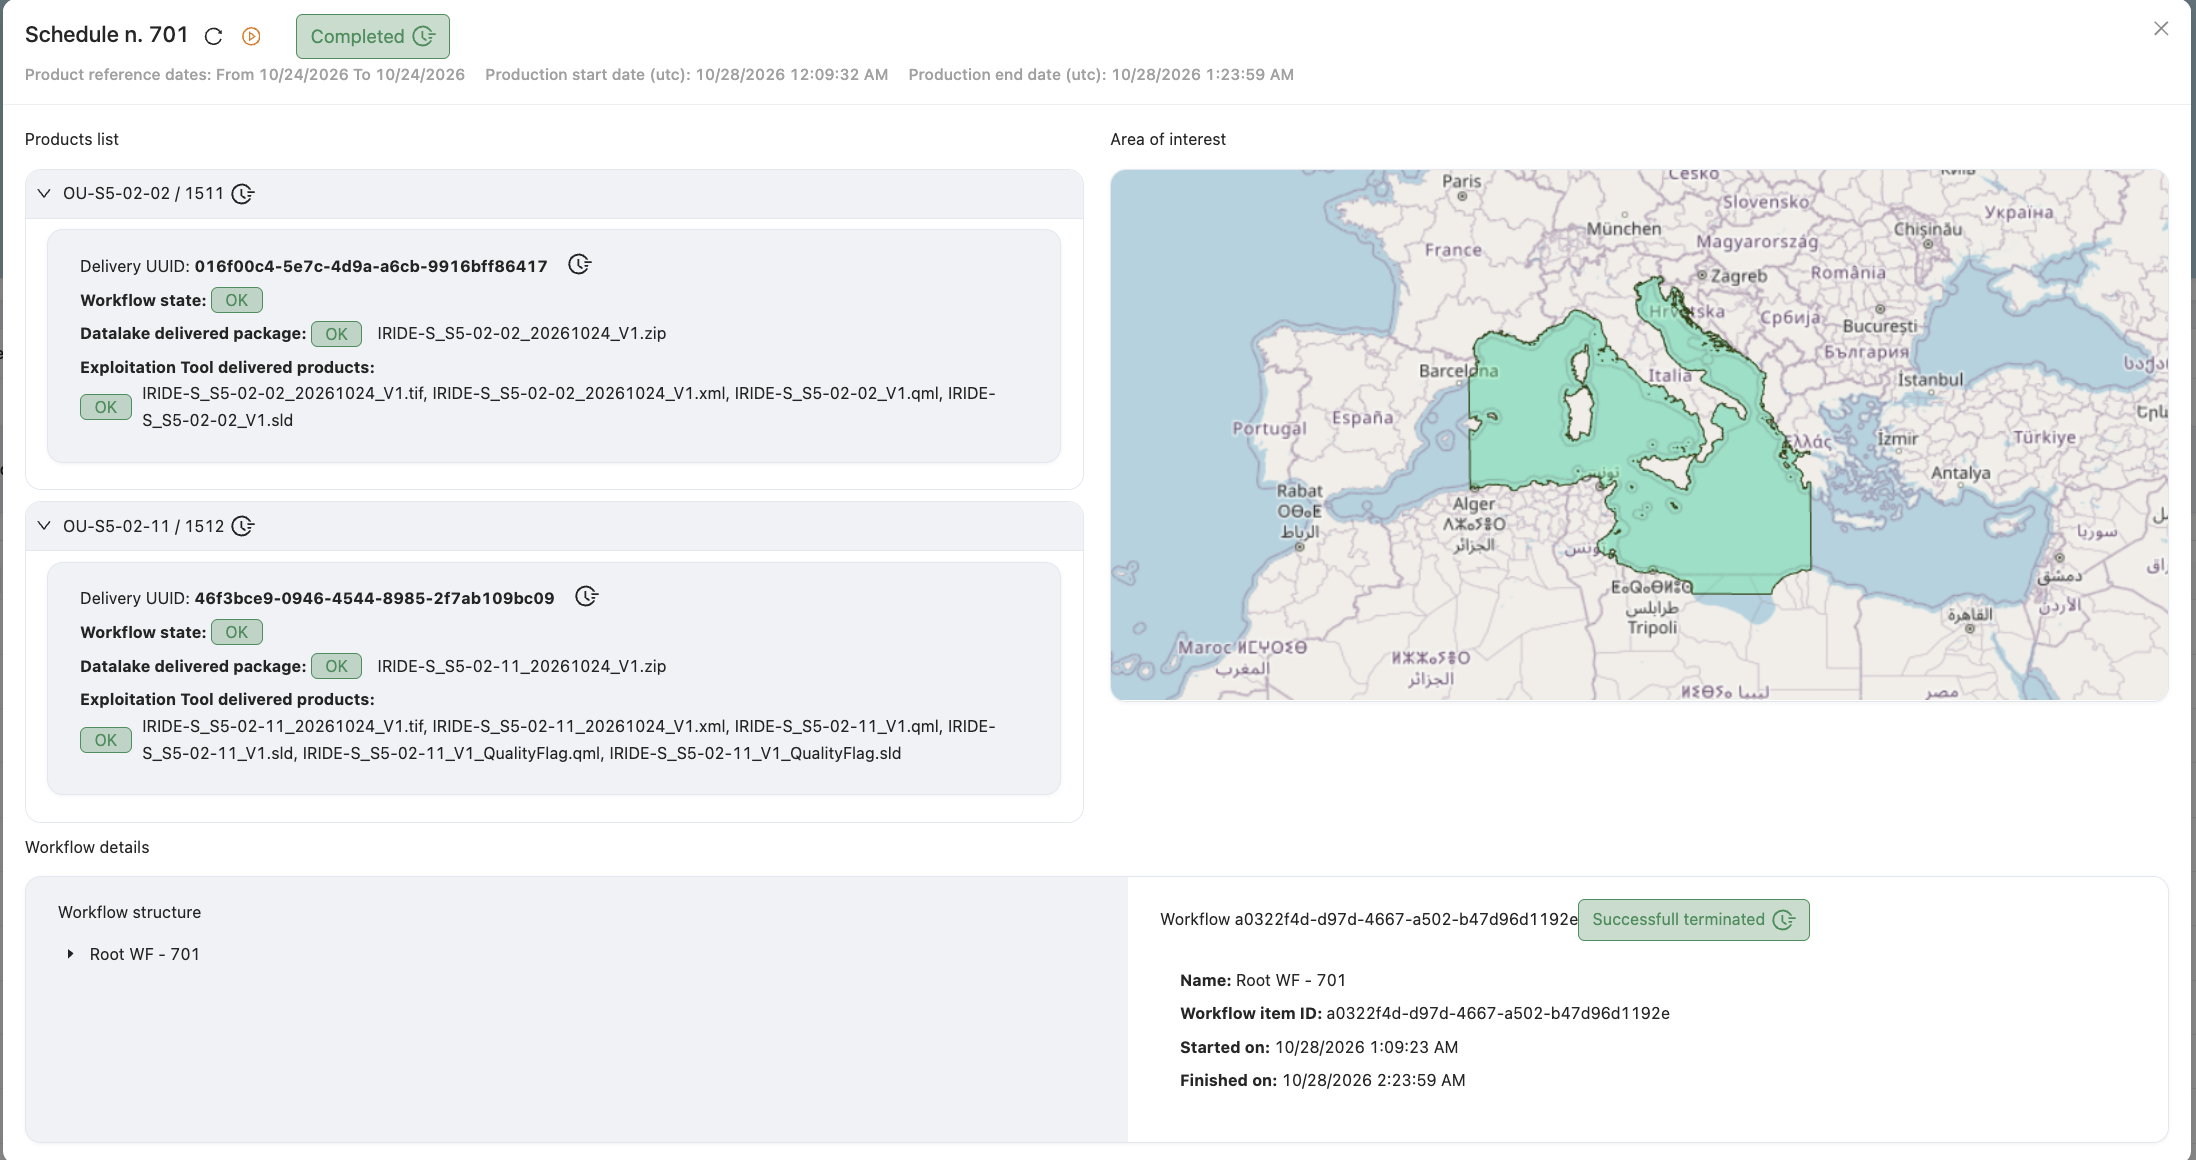 Schedule n. 701
Completed
Product reference dates: From 10/24/2026 To 10/24/2026 Production start date (utc): 10/28/2026 12:09:32 AM Production end date (utc): 10/28/2026 1:23:59 AM
Products list
OU-S5-02-02 / 1511
Delivery UUID: 016f00c4-5e7c-4d9a-a6cb-9916bff86417
Workflow state: OK
Datalake delivered package: OK IRIDE-S_S5-02-02_20261024_V1.zip
Exploitation Tool delivered products:
OK IRIDE-S_S5-02-02_20261024_V1.tif, IRIDE-S_S5-02-02_20261024_V1.xml, IRIDE-S_S5-02-02_V1.qml, IRIDE-
S_S5-02-02_V1.sld
OU-S5-02-11 / 1512
Delivery UUID: 46f3bce9-0946-4544-8985-2f7ab109bc09
Workflow state: OK
Datalake delivered package: OK IRIDE-S_S5-02-11_20261024_V1.zip
Exploitation Tool delivered products:
OK IRIDE-S_S5-02-11_20261024_V1.tif, IRIDE-S_S5-02-11_20261024_V1.xml, IRIDE-S_S5-02-11_V1.qml, IRIDE-
S_S5-02-11_V1.sld, IRIDE-S_S5-02-11_V1_QualityFlag.qml, IRIDE-S_S5-02-11_V1_QualityFlag.sld
Area of interest
Česko
Paris
Slovensko
Україна
München
Chișinău
Magyarország
France
Zagreb
România
Hrvatska
Србија
București
България
Barcelona
Italia
İstanbul
España
Portugal
Ελλάς
İzmir
Türkiye
تونس
Antalya
Rabat
ⵔⴱⴰⵟ
الرباط
Alger
الجزائر
تونس
سوريا
دمشق
طرابلس
Tripoli
القاهرة
الأردن
Maroc ⵍⵎⵖⵔⵉⴱ
المغرب
الجزائر
ليبيا
مصر
Workflow details
Workflow structure
Root WF - 701
Workflow a0322f4d-d97d-4667-a502-b47d96d1192e Successfull terminated
Name: Root WF - 701
Workflow item ID: a0322f4d-d97d-4667-a502-b47d96d1192e
Started on: 10/28/2026 1:09:23 AM
Finished on: 10/28/2026 2:23:59 AM